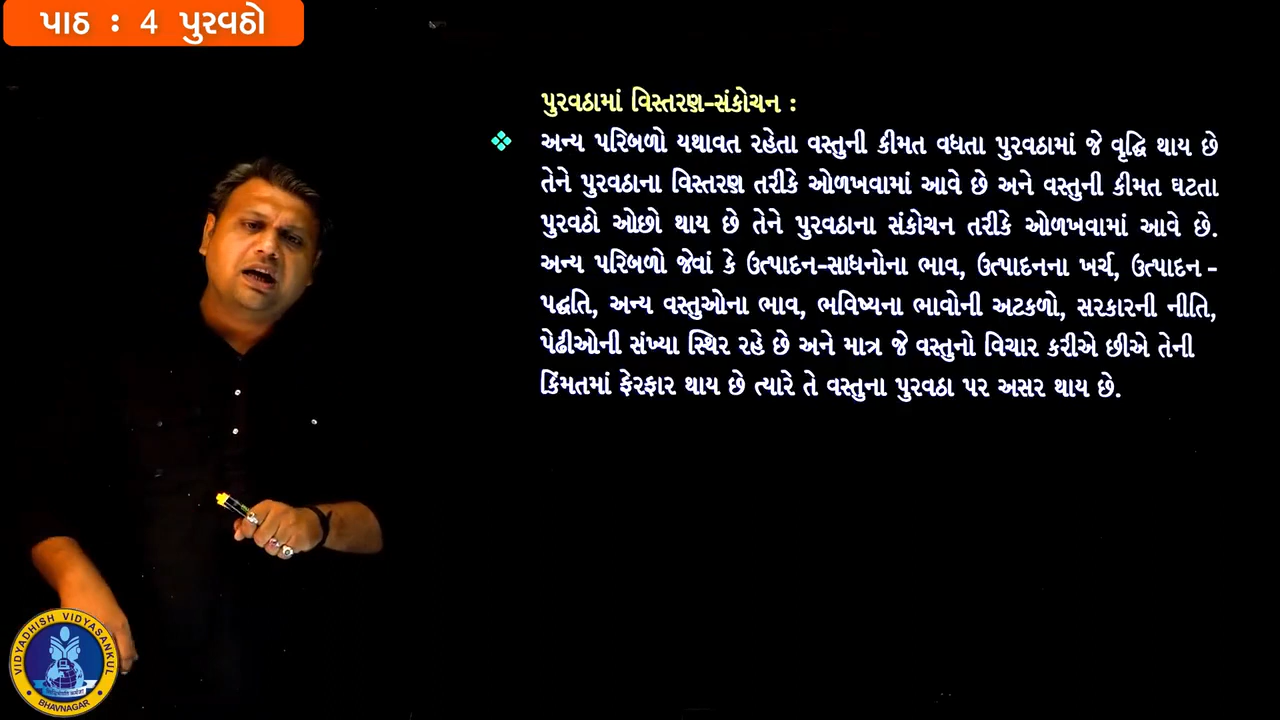 પાઠ : 4 પુરવઠો
પુરવઠામાં વિસ્તરણ-સંકોચન :
અન્ય પરિબળો યથાવત રહેતા વસ્તુની કીમત વધતા પુરવઠામાં જે વૃદ્ધિ થાય છે
તેને પુરવઠાના વિસ્તરણ તરીકે ઓળખવામાં આવે છે અને વસ્તુની કીમત ઘટતા
પુરવઠો ઓછો થાય છે તેને પુરવઠાના સંકોચન તરીકે ઓળખવામાં આવે છે.
અન્ય પરિબળો જેવાં કે ઉત્પાદન-સાધનોના ભાવ, ઉત્પાદનના ખર્ચ, ઉત્પાદન -
પદ્ધતિ, અન્ય વસ્તુઓના ભાવ, ભવિષ્યના ભાવોની અટકળો, સરકારની નીતિ,
પેઢીઓની સંખ્યા સ્થિર રહે છે અને માત્ર જે વસ્તુનો વિચાર કરીએ છીએ તેની
કિંમતમાં ફેરફાર થાય છે ત્યારે તે વસ્તુના પુરવઠા પર અસર થાય છે.
VIDYADHISH VIDYASANKUL
BHAVNAGAR